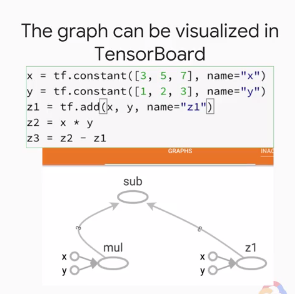 The graph can be visualized in
TensorBoard
x = tf.constant([3, 5, 7], name="x")
y = tf.constant([1, 2, 3], name="y")
z1 = tf.add(x, y, name="z1")
z2 = x * y
z3 = z2 - z1
GRAPHS
sub
mul
z1
x
y
x
y